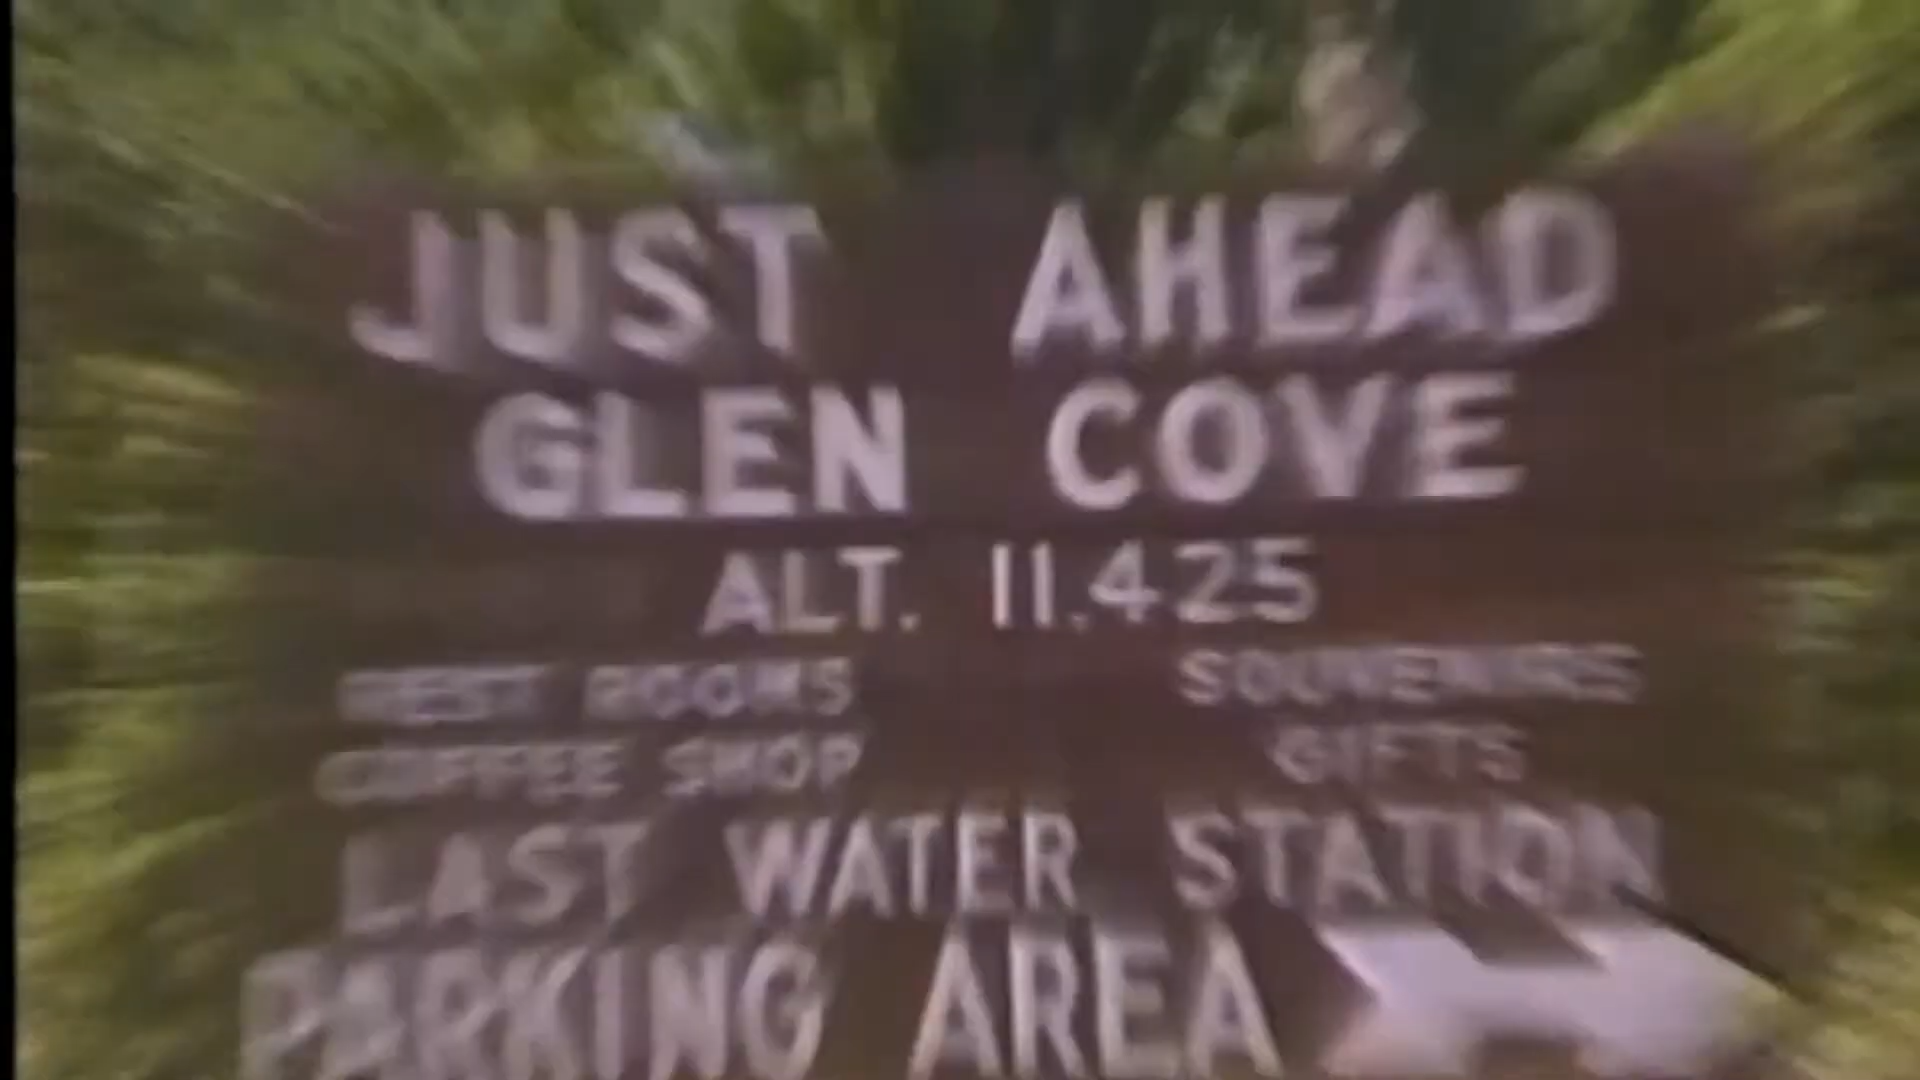 JUST AHEAD
GLEN COVE
ALT. 11.425
REST ROOMS SOUVENIRS
COFFEE SHOP GIFTS
LAST WATER STATION
PARKING AREA